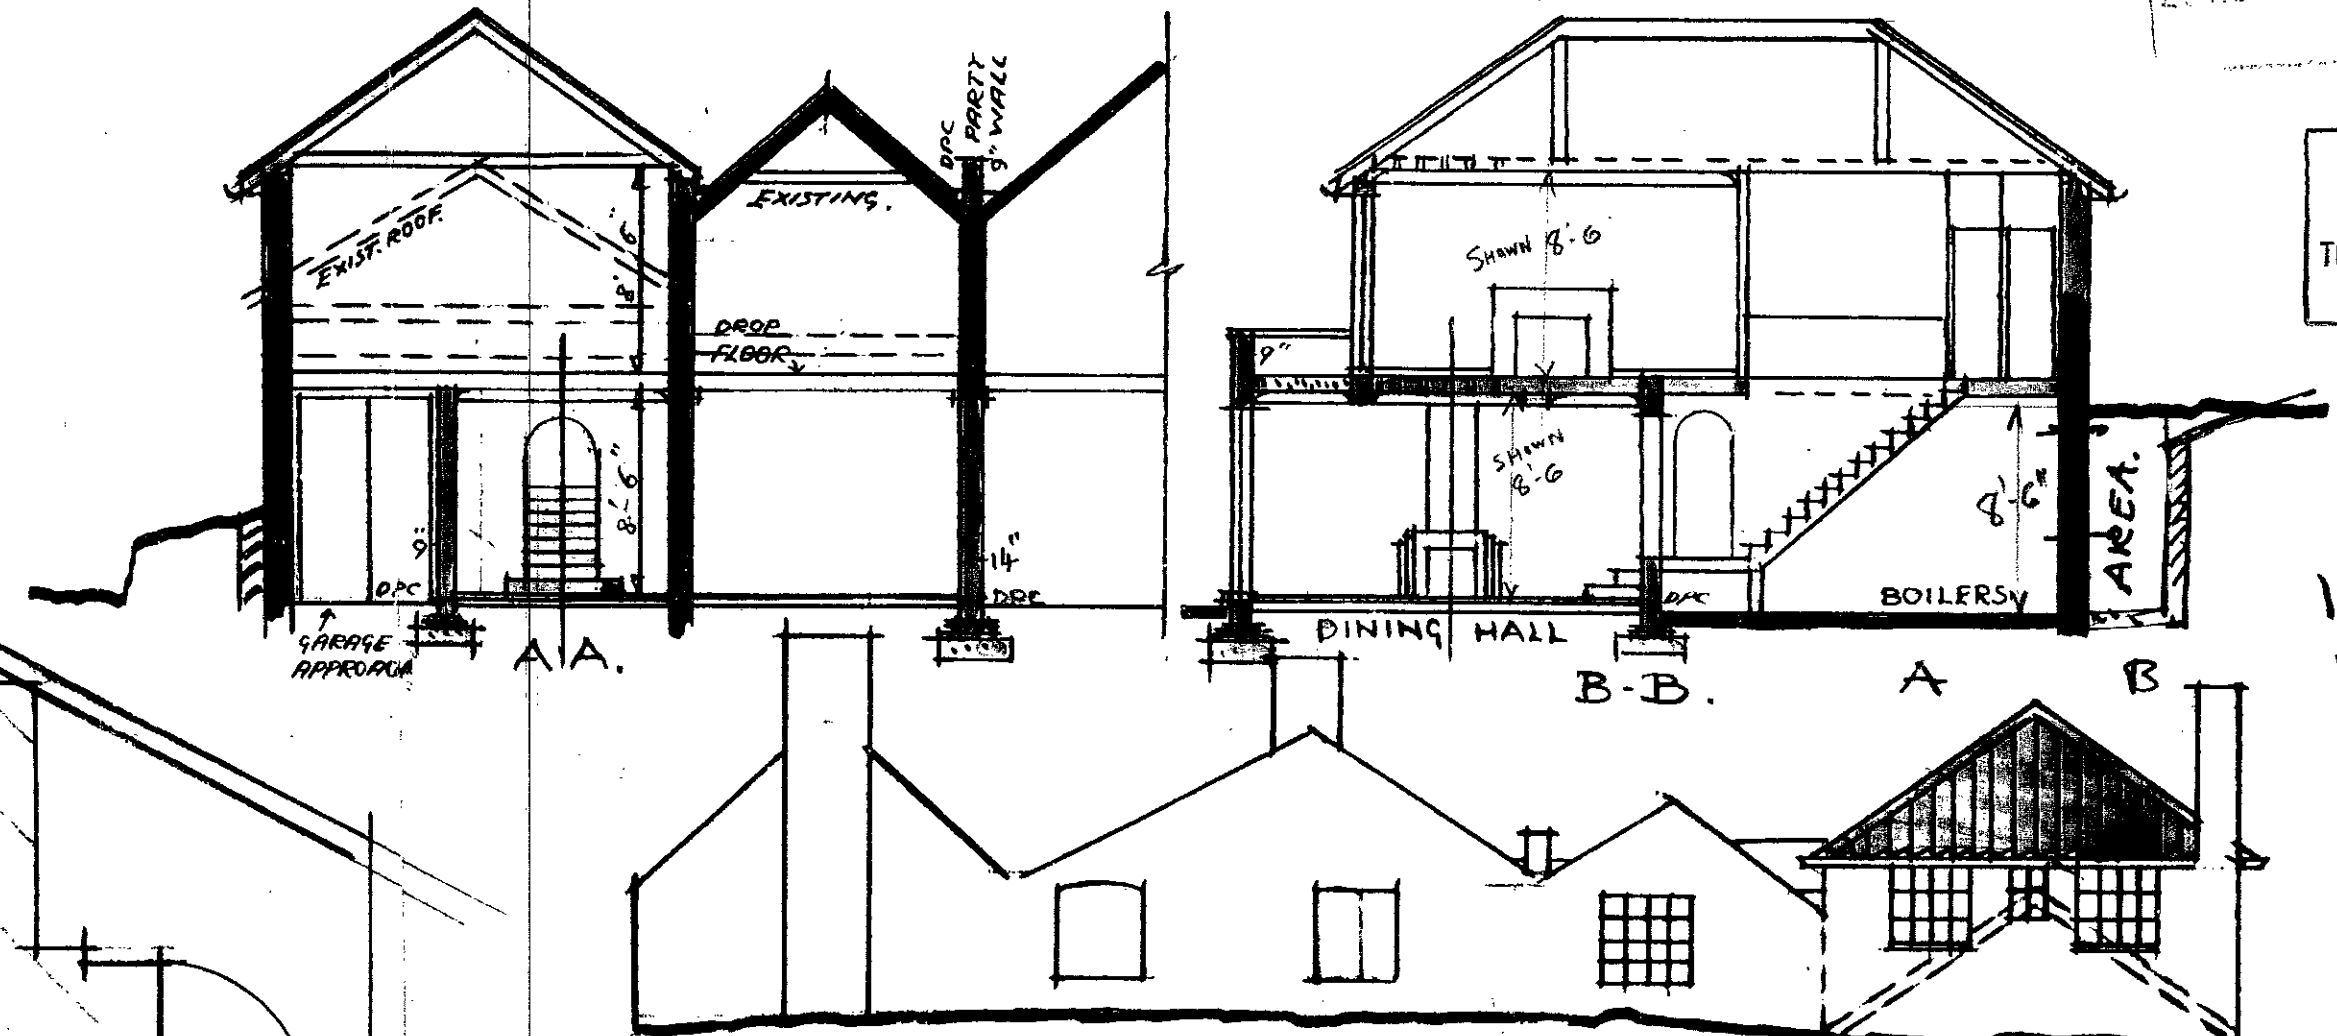 DPC
PARTY
9" WALL
EXISTING.
EXIST. ROOF.
8'. 6"
DROP
FLOOR
8'-6"
9"
DPC
14"
DPC
GARAGE
APPROACH
A.A.
SHOWN 8'-6
9"
SHOWN
8'-6
8'-6"
AREA.
DPC
BOILERS
DINING HALL
B-B.
A
B